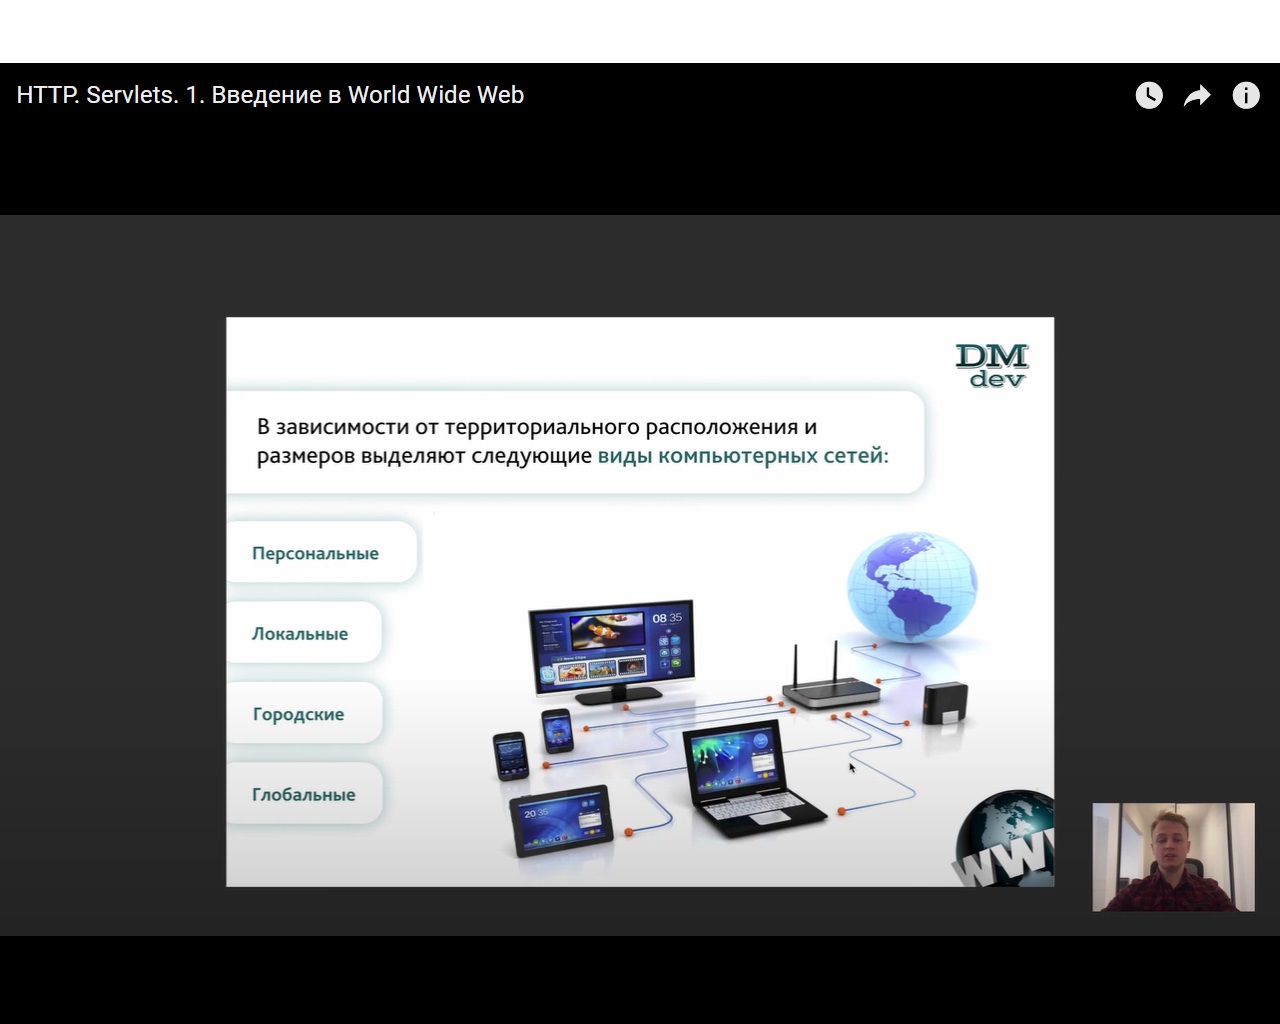 HTTP. Servlets. 1. Введение в World Wide Web
DM
dev
В зависимости от территориального расположения и
размеров выделяют следующие виды компьютерных сетей:
Персональные
Локальные
Городские
Глобальные
08 35
20 35
WW